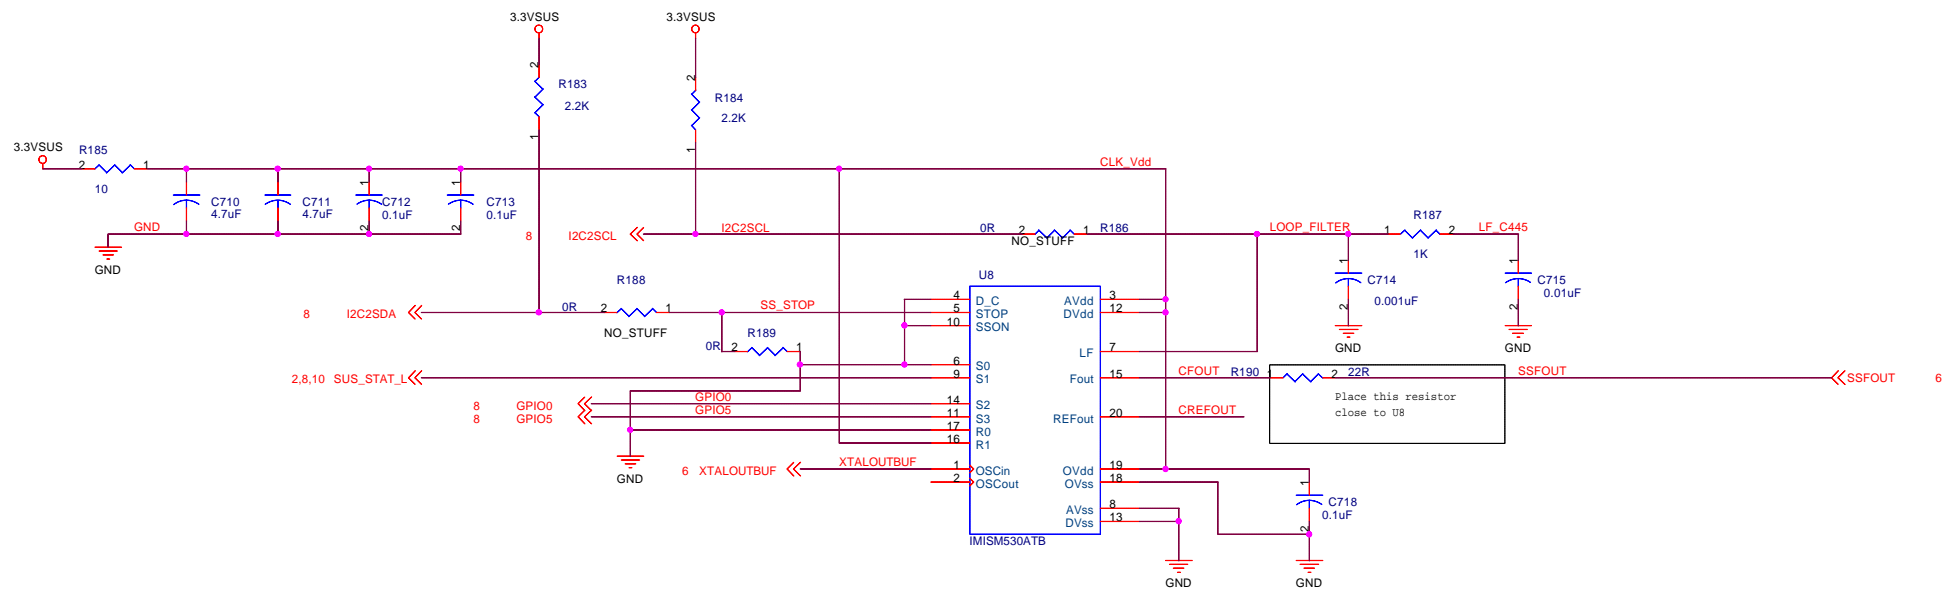 3.3VSUS
3.3VSUS
2
R183
2.2K
1
2
R184
2.2K
1
3.3VSUS
R185
2 1
10
CLK_Vdd
C710
4.7uF
C711
4.7uF
1
C712
0.1uF
2
1
C713
0.1uF
2
GND
GND
8 I2C2SCL
I2C2SCL
0R 2 1 R186
NO_STUFF
LOOP_FILTER
R187
1 2
1K
LF_C445
1
C714
0.001uF
2
GND
1
C715
0.01uF
2
GND
R188
8 I2C2SDA
0R 2 1
NO_STUFF
SS_STOP
R189
0R 2 1
2,8,10 SUS_STAT_L
8 GPIO0
GPIO0
8 GPIO5
GPIO5
GND
6 XTALOUTBUF
XTALOUTBUF
U8
4 D_C
5 STOP
10 SSON
6 S0
9 S1
14 S2
11 S3
17 R0
16 R1
1 OSCin
2 OSCout
AVdd 3
DVdd 12
LF 7
Fout 15
REFout 20
OVdd 19
OVss 18
AVss 8
DVss 13
IMISM530ATB
CFOUT R190 1 2 22R
SSFOUT
SSFOUT 6
Place this resistor
close to U8
CREFOUT
1
C718
0.1uF
2
GND
GND